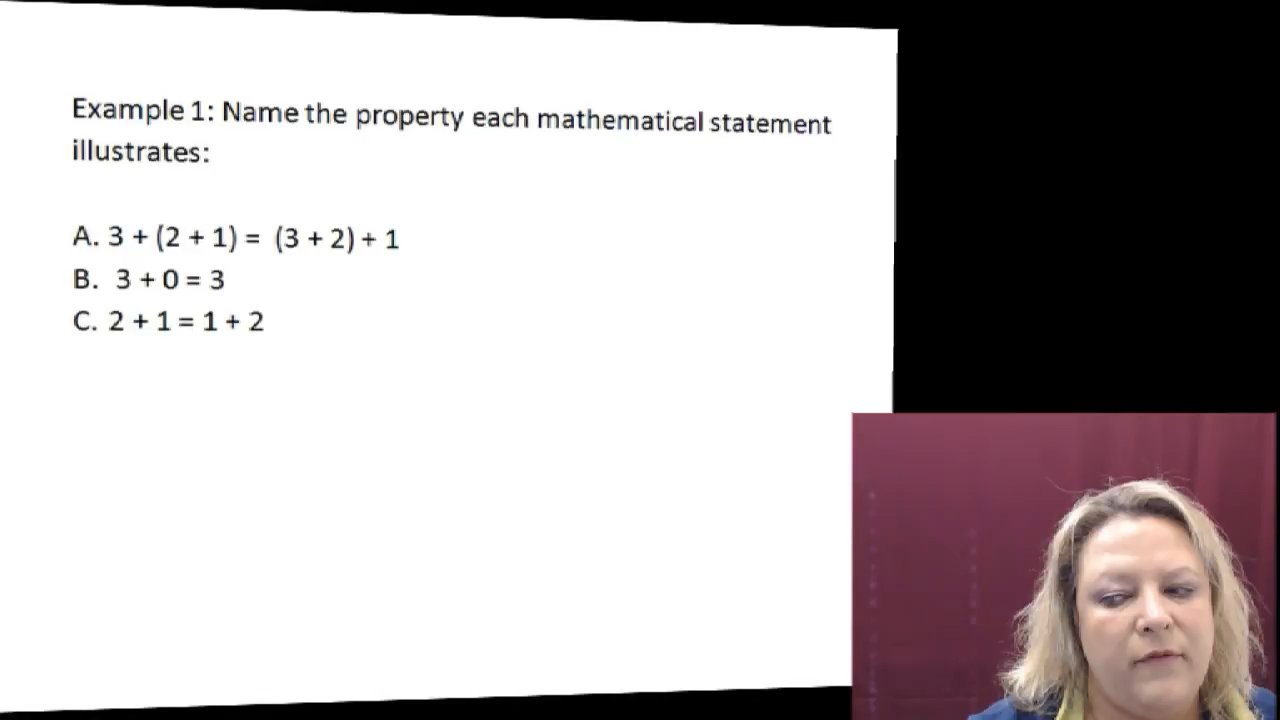 Example 1: Name the property each mathematical statement
illustrates:
A. 3 + (2 + 1) = (3 + 2) + 1
B. 3 + 0 = 3
C. 2 + 1 = 1 + 2